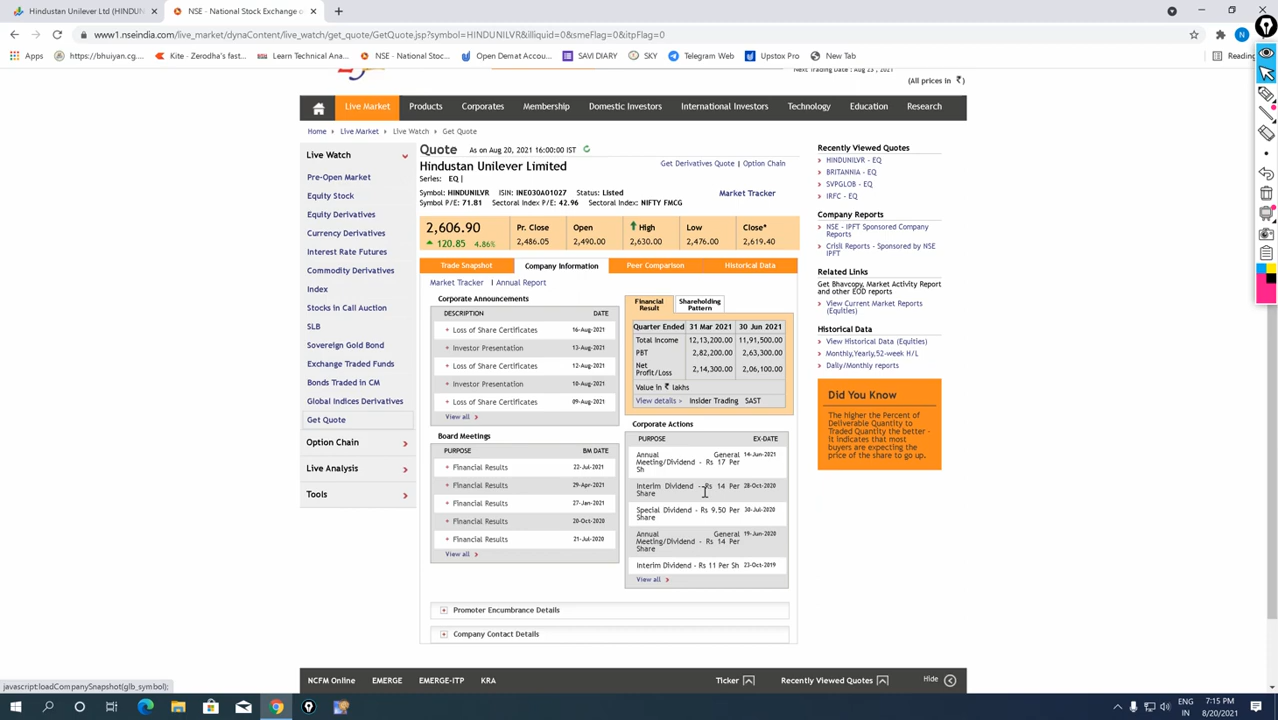 Hindustan Unilever Ltd (HINDUN
NSE - National Stock Exchange o
www1.nseindia.com/live_market/dynaContent/live_watch/get_quote/GetQuote.jsp?symbol=HINDUNILVR&illiquid=0&smeFlag=0&itpFlag=0
Apps
https://bhuiyan.cg...
Kite - Zerodha's fast...
Learn Technical Ana...
NSE - National Stoc...
Open Demat Accou...
SAVI DIARY
SKY
Telegram Web
Upstox Pro
New Tab
Reading
Next Trading Date : Aug 23, 2021
(All prices in ₹)
Live Market
Products
Corporates
Membership
Domestic Investors
International Investors
Technology
Education
Research
Home › Live Market › Live Watch › Get Quote
Live Watch
Pre-Open Market
Equity Stock
Equity Derivatives
Currency Derivatives
Interest Rate Futures
Commodity Derivatives
Index
Stocks in Call Auction
SLB
Sovereign Gold Bond
Exchange Traded Funds
Bonds Traded in CM
Global Indices Derivatives
Get Quote
Option Chain
Live Analysis
Tools
Quote As on Aug 20, 2021 16:00:00 IST
Hindustan Unilever Limited
Get Derivatives Quote | Option Chain
Series: EQ |
Symbol: HINDUNILVR ISIN: INE030A01027 Status: Listed
Market Tracker
Symbol P/E: 71.81 Sectoral Index P/E: 42.96 Sectoral Index: NIFTY FMCG
2,606.90
120.85 4.86%
Pr. Close
2,486.05
Open
2,490.00
High
2,630.00
Low
2,476.00
Close*
2,619.40
Trade Snapshot
Company Information
Peer Comparison
Historical Data
Market Tracker | Annual Report
Corporate Announcements
DESCRIPTION DATE
+ Loss of Share Certificates 16-Aug-2021
+ Investor Presentation 13-Aug-2021
+ Loss of Share Certificates 12-Aug-2021
+ Investor Presentation 10-Aug-2021
+ Loss of Share Certificates 09-Aug-2021
View all
Board Meetings
PURPOSE BM DATE
+ Financial Results 22-Jul-2021
+ Financial Results 29-Apr-2021
+ Financial Results 27-Jan-2021
+ Financial Results 20-Oct-2020
+ Financial Results 21-Jul-2020
View all
Financial
Result
Shareholding
Pattern
Quarter Ended 31 Mar 2021 30 Jun 2021
Total Income 12,13,200.00 11,91,500.00
PBT 2,82,200.00 2,63,300.00
Net
Profit/Loss 2,14,300.00 2,06,100.00
Value in ₹ lakhs
View details > Insider Trading SAST
Corporate Actions
PURPOSE EX-DATE
Annual General 14-Jun-2021
Meeting/Dividend - Rs 17 Per
Sh
Interim Dividend - Rs 14 Per 28-Oct-2020
Share
Special Dividend - Rs 9.50 Per 30-Jul-2020
Share
Annual General 19-Jun-2020
Meeting/Dividend - Rs 14 Per
Share
Interim Dividend - Rs 11 Per Sh 23-Oct-2019
View all
Promoter Encumbrance Details
Company Contact Details
Recently Viewed Quotes
HINDUNILVR - EQ
BRITANNIA - EQ
SVPGLOB - EQ
IRFC - EQ
Company Reports
NSE - IPFT Sponsored Company
Reports
Crisil Reports - Sponsored by NSE
IPFT
Related Links
Get Bhavcopy, Market Activity Report
and other EOD reports
View Current Market Reports
(Equities)
Historical Data
View Historical Data (Equities)
Monthly,Yearly,52-week H/L
Daily/Monthly reports
Did You Know
The higher the Percent of
Deliverable Quantity to
Traded Quantity the better -
it indicates that most
buyers are expecting the
price of the share to go up.
NCFM Online
EMERGE
EMERGE-ITP
KRA
Ticker
Recently Viewed Quotes
Hide
javascript:loadCompanySnapshot(glb_symbol);
ENG
IN
7:15 PM
8/20/2021